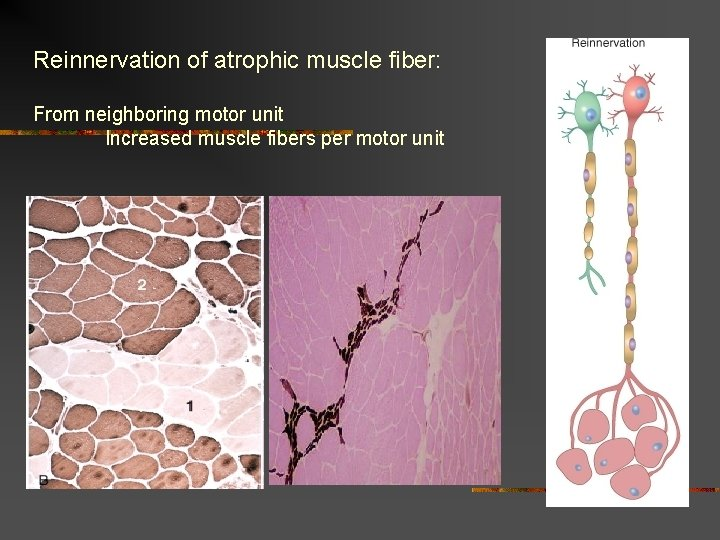 Reinnervation of atrophic muscle fiber:
From neighboring motor unit
Increased muscle fibers per motor unit
Reinnervation
2
1
B